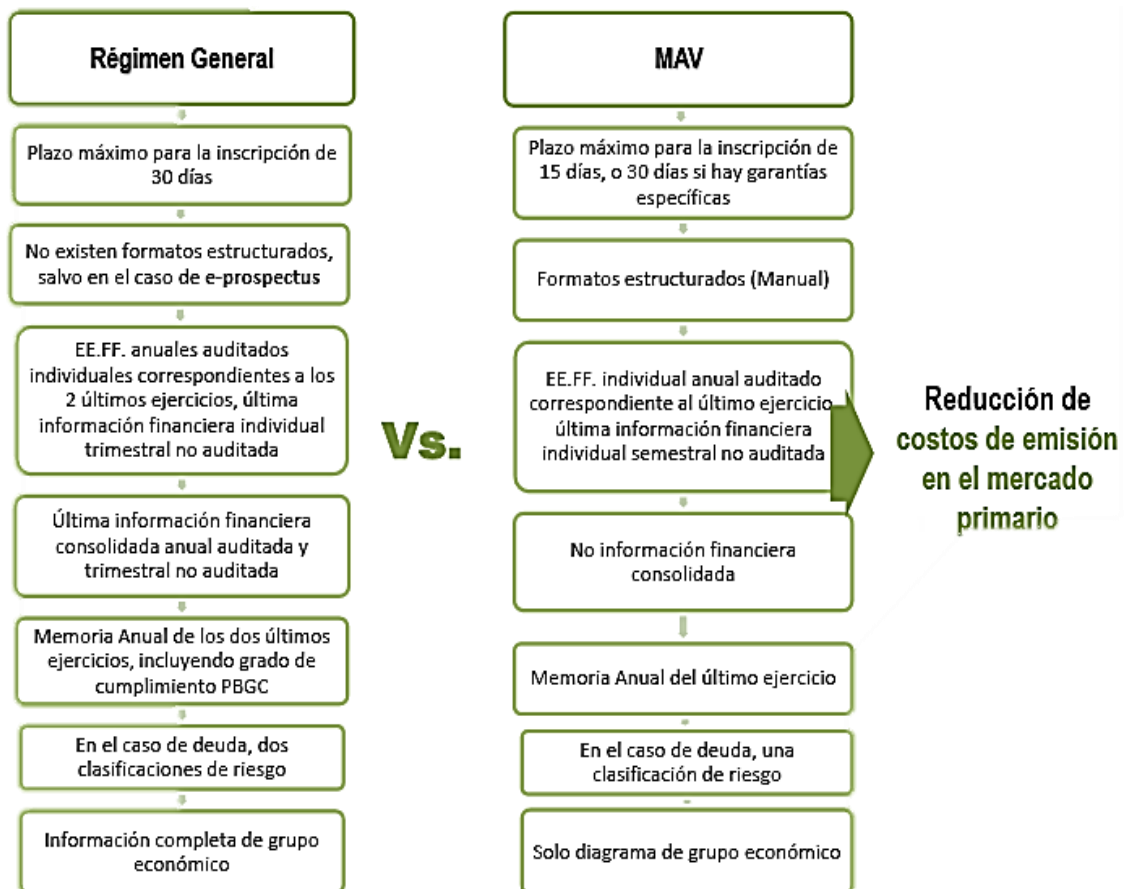 Régimen General
Plazo máximo para la inscripción de
30 días
No existen formatos estructurados,
salvo en el caso de e-prospectus
EE.FF. anuales auditados
individuales correspondientes a los
2 últimos ejercicios, última
información financiera individual
trimestral no auditada
Última información financiera
consolidada anual auditada y
trimestral no auditada
Memoria Anual de los dos últimos
ejercicios, incluyendo grado de
cumplimiento PBGC
En el caso de deuda, dos
clasificaciones de riesgo
Información completa de grupo
económico
Vs.
MAV
Plazo máximo para la inscripción de
15 días, o 30 días si hay garantías
específicas
Formatos estructurados (Manual)
EE.FF. individual anual auditado
correspondiente al último ejercicio
última información financiera
individual semestral no auditada
No información financiera
consolidada
Memoria Anual del último ejercicio
En el caso de deuda, una
clasificación de riesgo
Solo diagrama de grupo económico
Reducción de
costos de emisión
en el mercado
primario